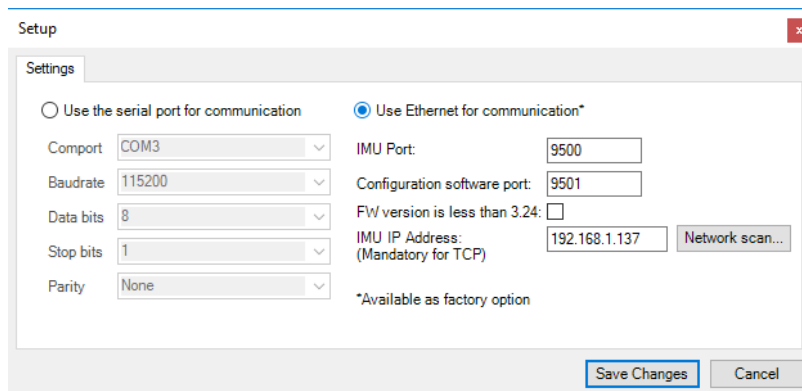 Setup
x
Settings
Use the serial port for communication
Comport COM3
Baudrate 115200
Data bits 8
Stop bits 1
Parity None
Use Ethernet for communication*
IMU Port: 9500
Configuration software port: 9501
FW version is less than 3.24:
IMU IP Address: 192.168.1.137 Network scan...
(Mandatory for TCP)
*Available as factory option
Save Changes Cancel